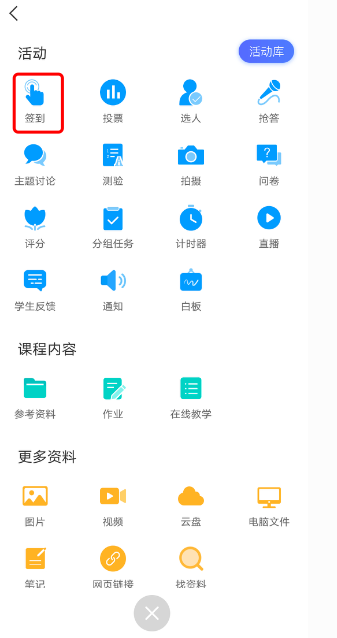 活动
活动库
签到 投票 选人 抢答
主题讨论 测验 拍摄 问卷
评分 分组任务 计时器 直播
学生反馈 通知 白板
课程内容
参考资料 作业 在线教学
更多资料
图片 视频 云盘 电脑文件
笔记 网页链接 找资料